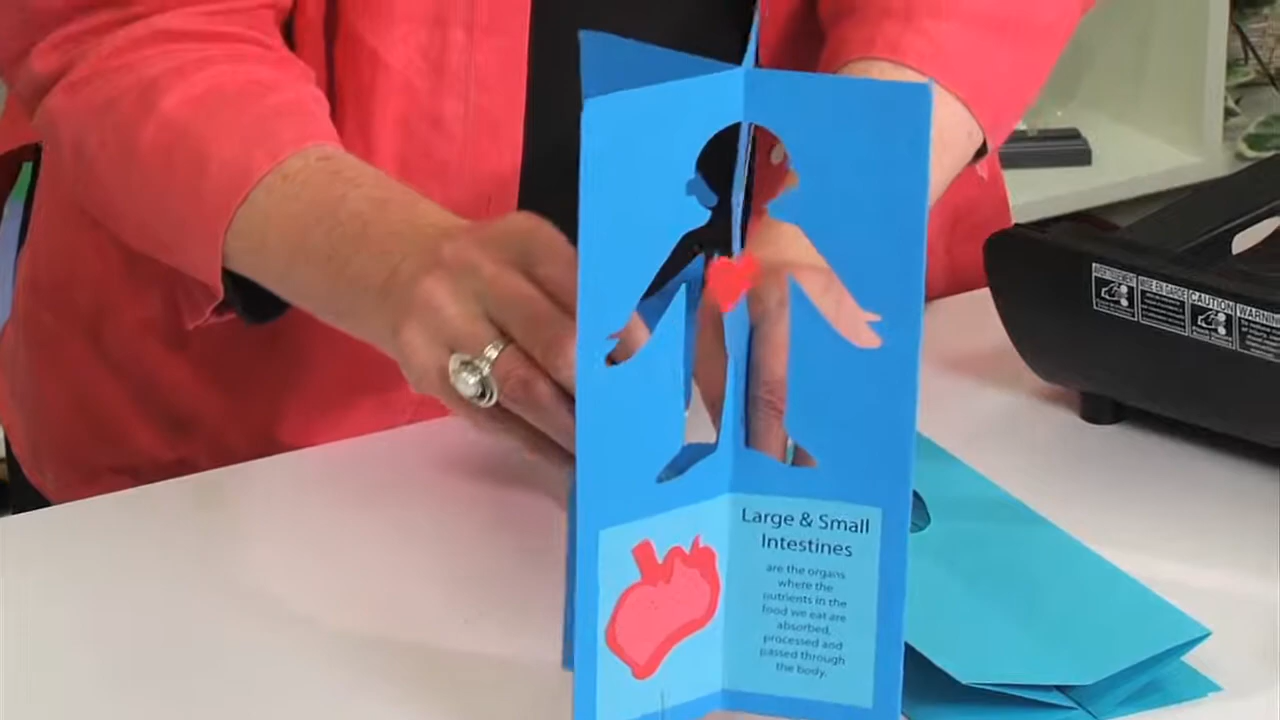 AVERTISSEMENT MISE EN GARDE CAUTION WARNING
Large & Small
Intestines
are the organs
where the
nutrients in the
food we eat are
absorbed,
processed and
passed through
the body.